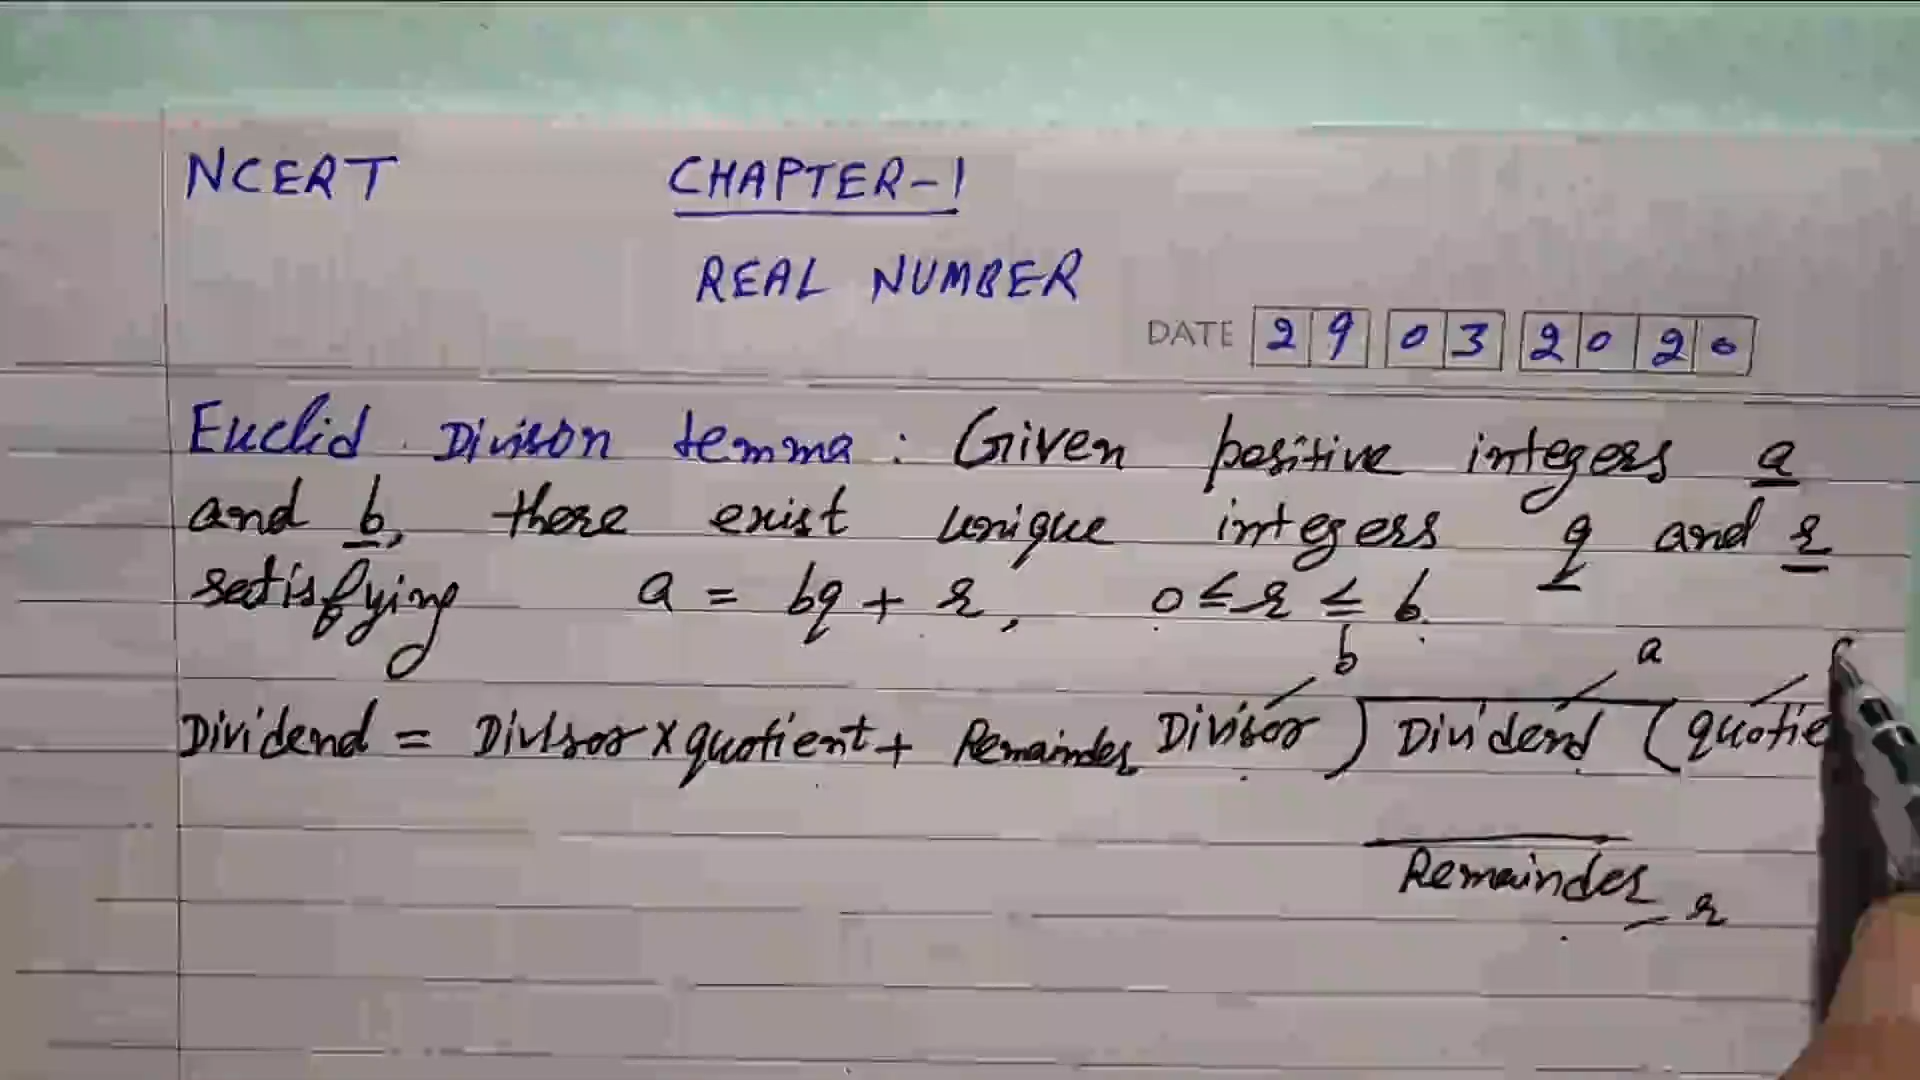 NCERT CHAPTER-1
REAL NUMBER
DATE 29 03 2020
Euclid Divison Lemma : Given positive integers a
and b, there exist unique integers q and r
satisfying a = bq + r, 0 ≤ r ≤ b.
b a
Dividend = Divisor x quotient + Remainder Divisor ) Dividend ( quotie
Remainder r